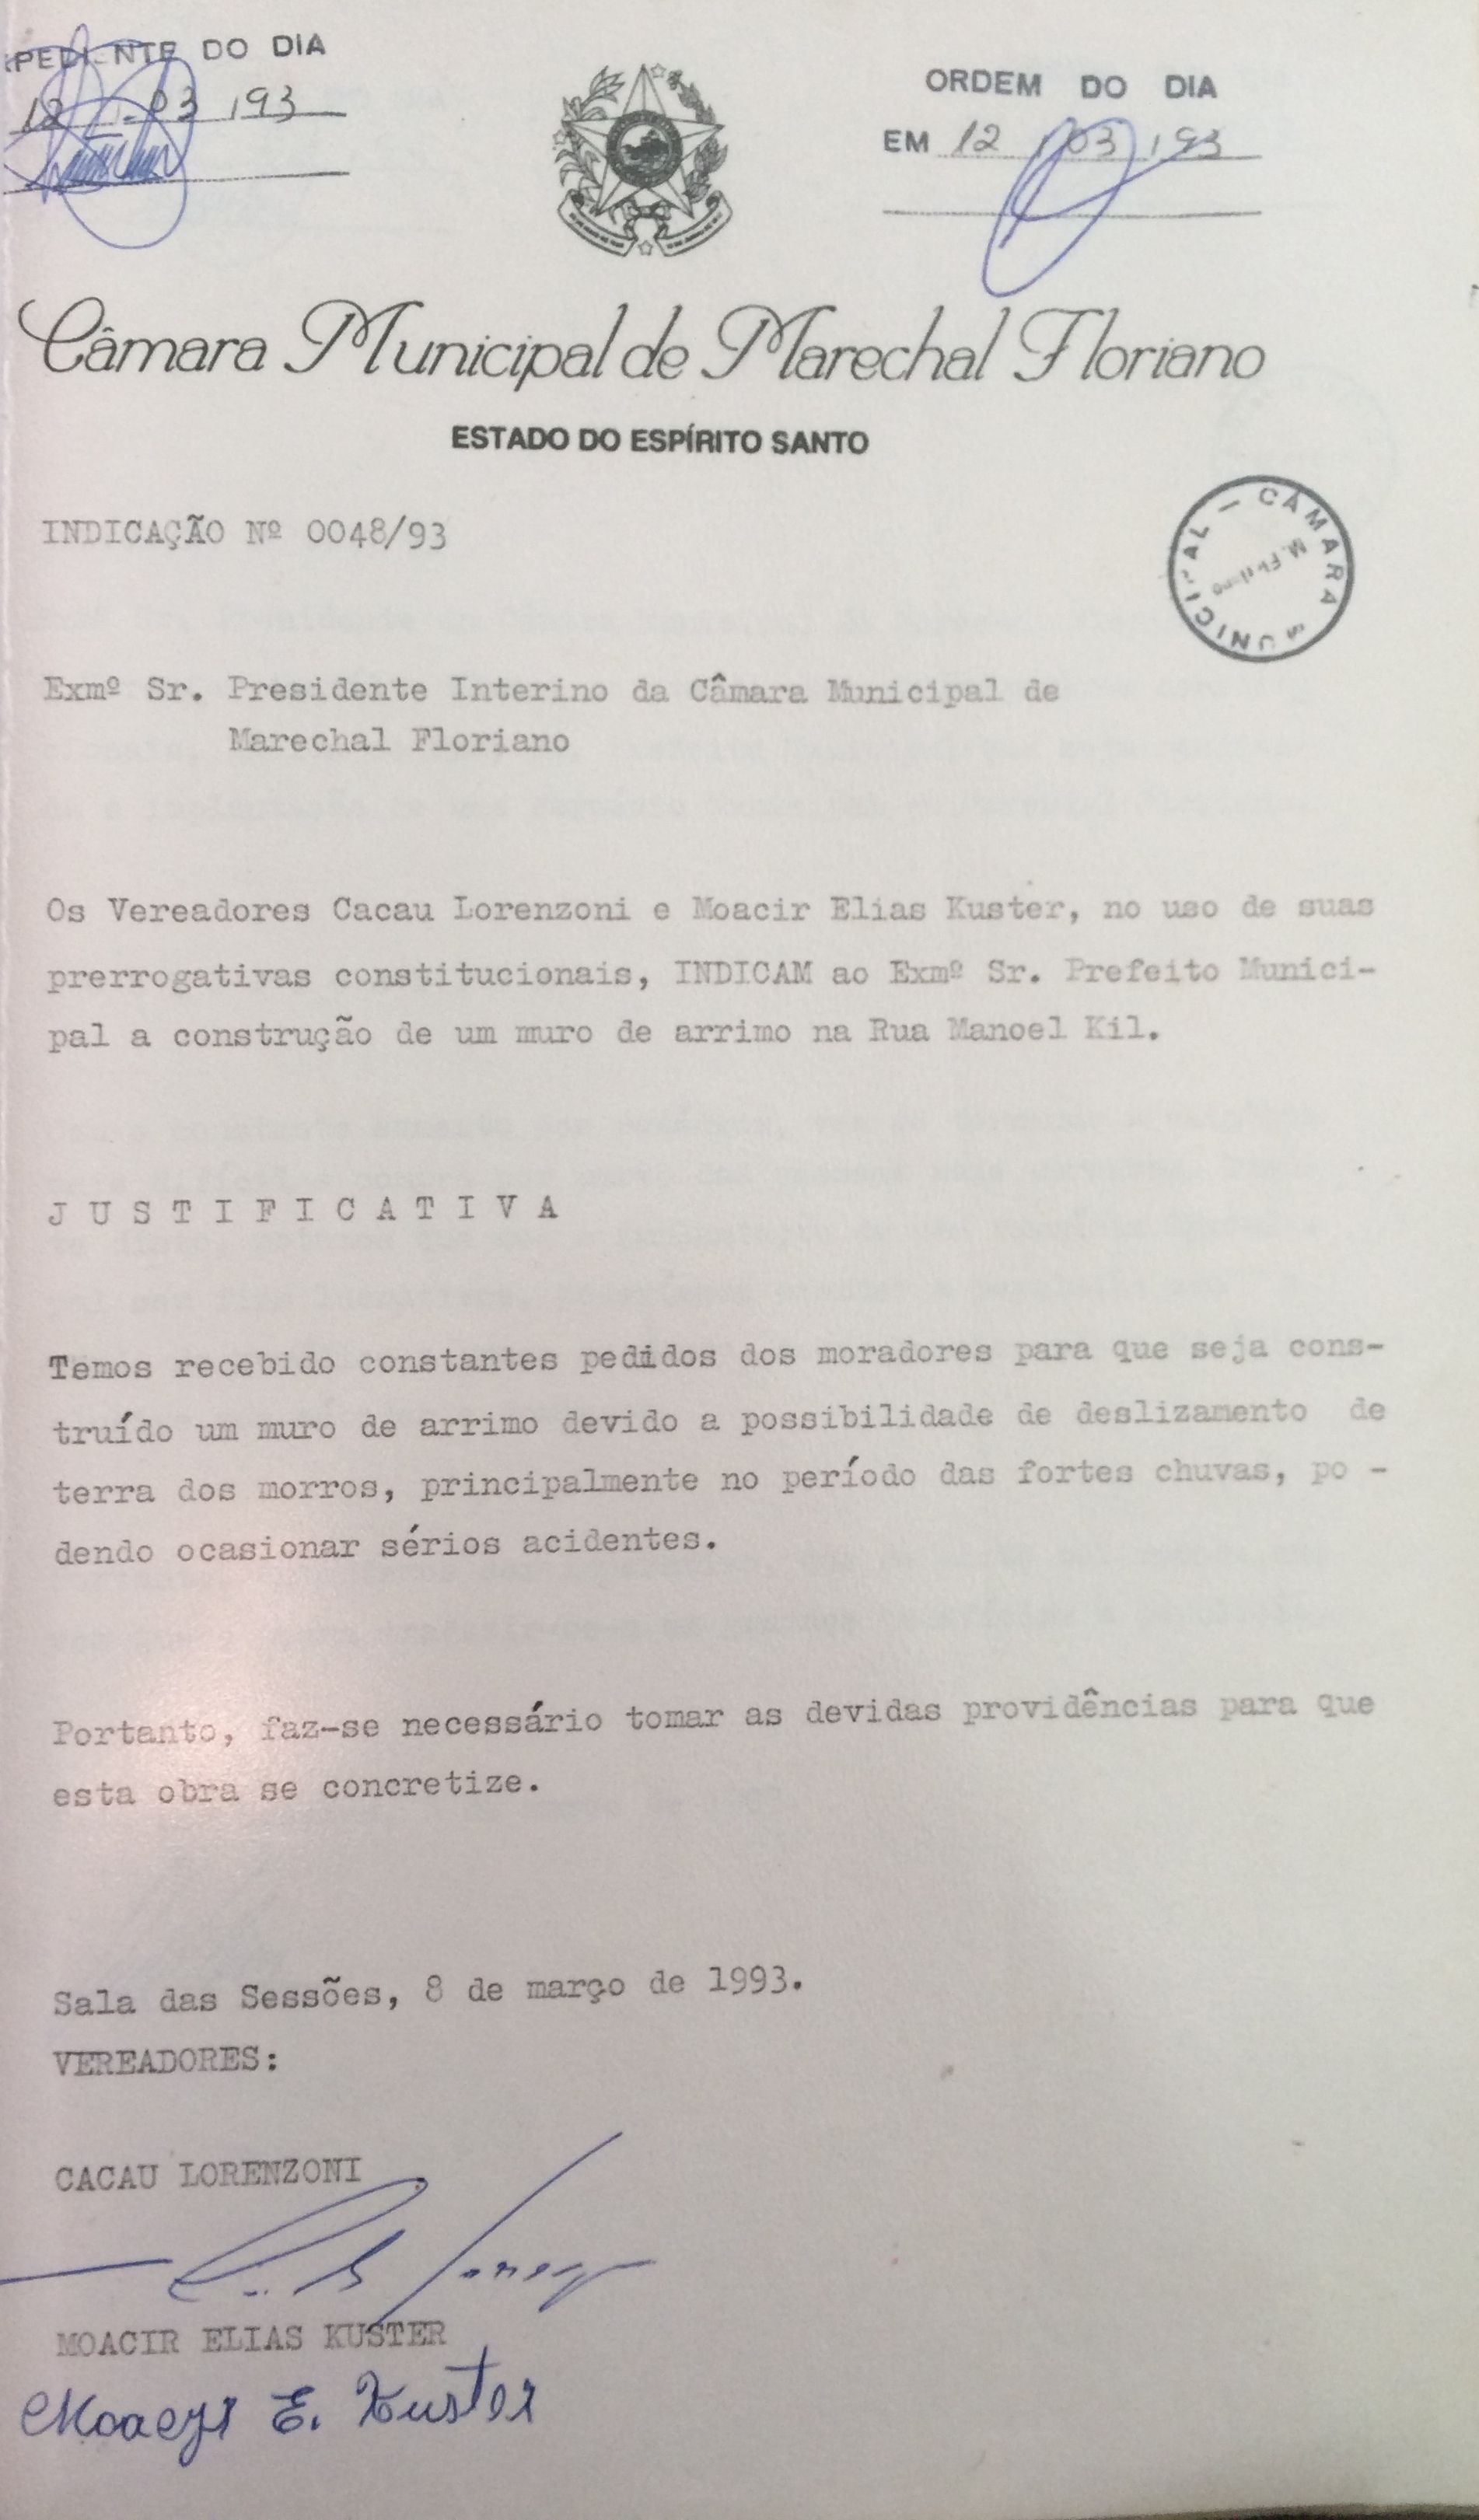 EXPEDIENTE DO DIA
12 03 93
ORDEM DO DIA
EM 12 03 93
Câmara Municipal de Marechal Floriano
ESTADO DO ESPÍRITO SANTO
CÂMARA MUNICIPAL
M. Floriano
INDICAÇÃO Nº 0048/93
Exmº Sr. Presidente Interino da Câmara Municipal de
Marechal Floriano
Os Vereadores Cacau Lorenzoni e Moacir Elias Kuster, no uso de suas
prerrogativas constitucionais, INDICAM ao Exmº Sr. Prefeito Munici-
pal a construção de um muro de arrimo na Rua Manoel Kil.
J U S T I F I C A T I V A
Temos recebido constantes pedidos dos moradores para que seja cons-
truído um muro de arrimo devido a possibilidade de deslizamento de
terra dos morros, principalmente no período das fortes chuvas, po -
dendo ocasionar sérios acidentes.
Portanto, faz-se necessário tomar as devidas providências para que
esta obra se concretize.
Sala das Sessões, 8 de março de 1993.
VEREADORES:
CACAU LORENZONI
MOACIR ELIAS KUSTER
Moacyr E. Kuster